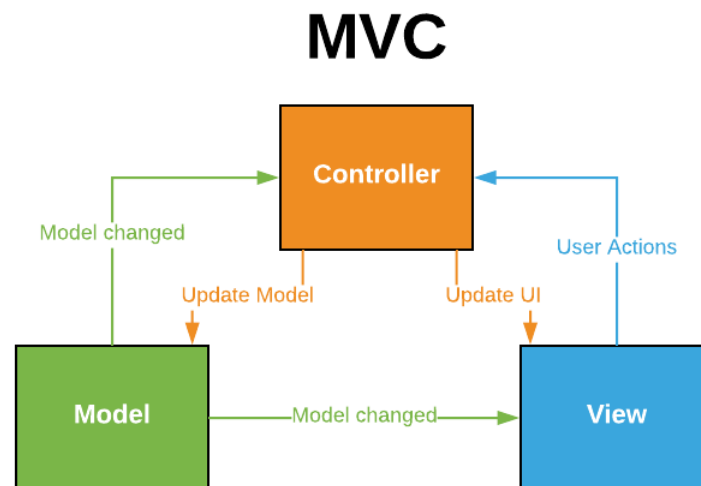 MVC
Controller
Model changed
User Actions
Update Model
Update UI
Model
Model changed
View